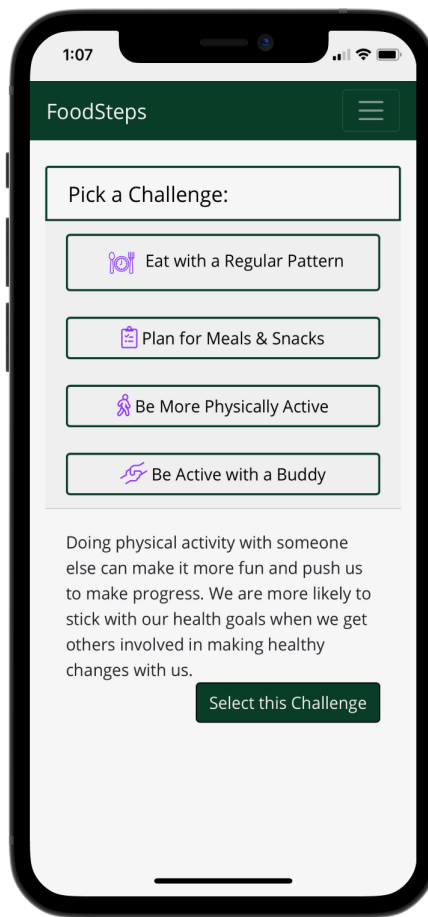 1:07
FoodSteps
Pick a Challenge:
Eat with a Regular Pattern
Plan for Meals & Snacks
Be More Physically Active
Be Active with a Buddy
Doing physical activity with someone
else can make it more fun and push us
to make progress. We are more likely to
stick with our health goals when we get
others involved in making healthy
changes with us.
Select this Challenge